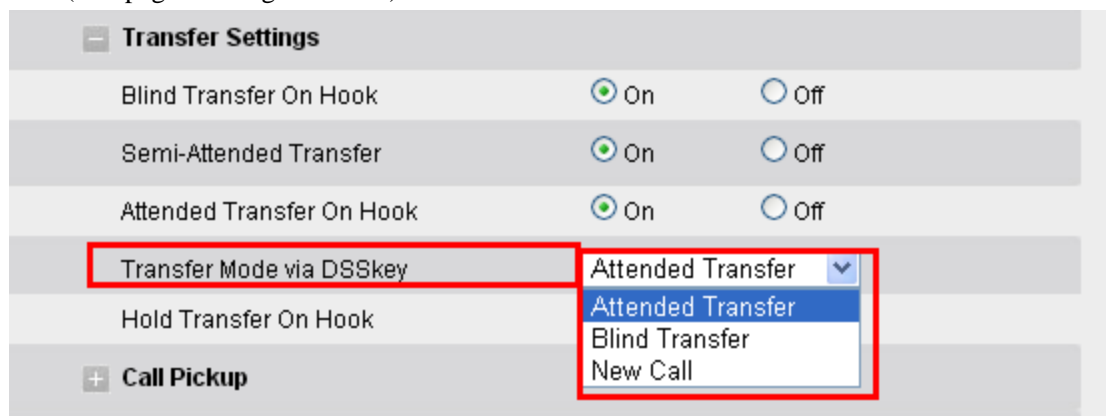 Transfer Settings
Blind Transfer On Hook On Off
Semi-Attended Transfer On Off
Attended Transfer On Hook On Off
Transfer Mode via DSSkey Attended Transfer
Attended Transfer
Hold Transfer On Hook
Blind Transfer
New Call
Call Pickup